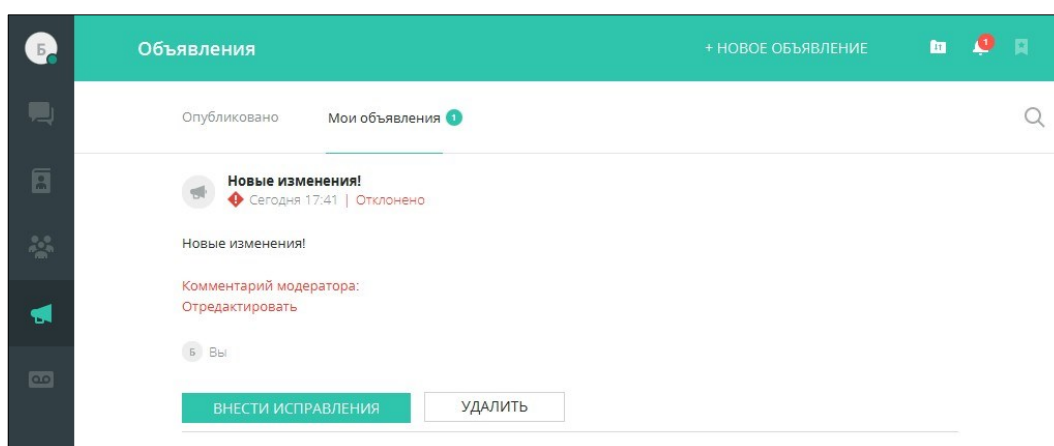 Б
Объявления
+ НОВОЕ ОБЪЯВЛЕНИЕ
1
Опубликовано
Мои объявления 1
Новые изменения!
Сегодня 17:41 | Отклонено
Новые изменения!
Комментарий модератора:
Отредактировать
Б Вы
ВНЕСТИ ИСПРАВЛЕНИЯ
УДАЛИТЬ